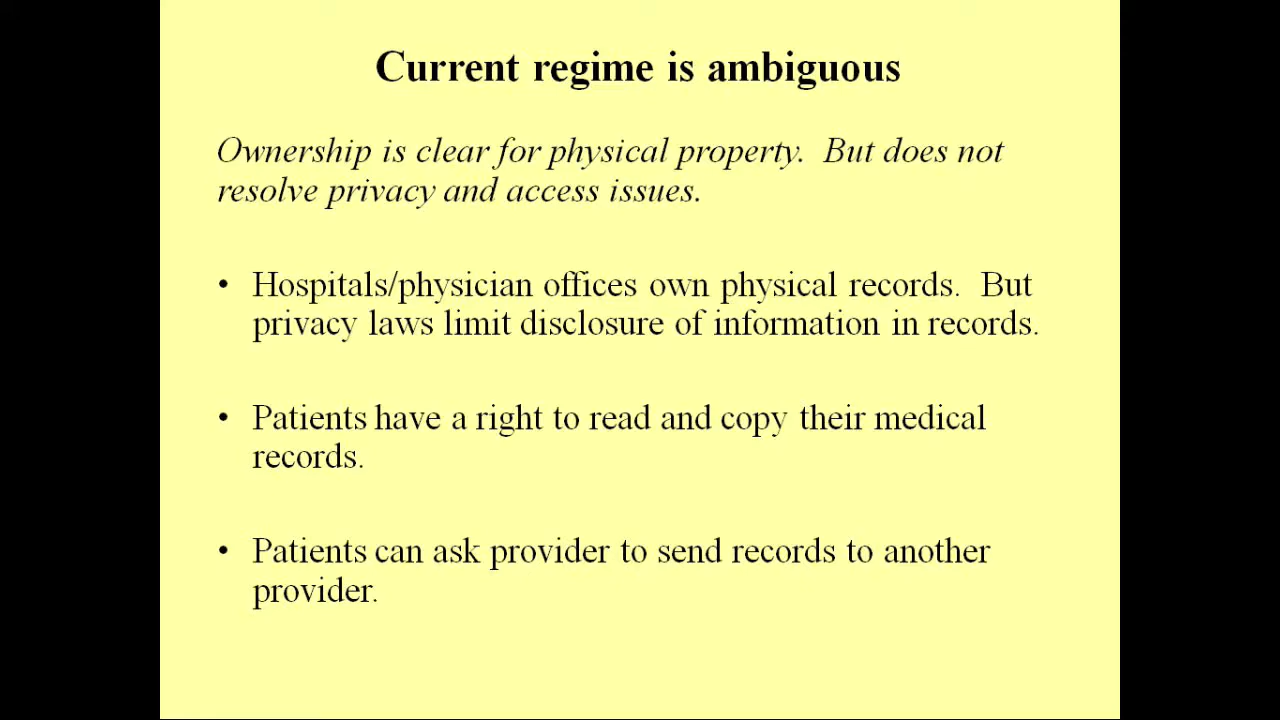 Current regime is ambiguous
Ownership is clear for physical property.  But does not
resolve privacy and access issues.
• Hospitals/physician offices own physical records.  But
privacy laws limit disclosure of information in records.
• Patients have a right to read and copy their medical
records.
• Patients can ask provider to send records to another
provider.